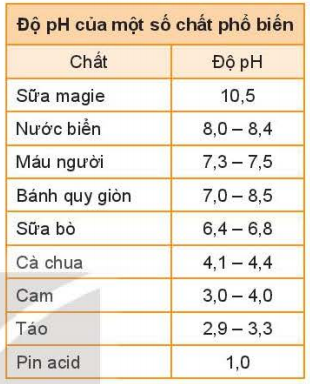 Độ pH của một số chất phổ biến
Chất Độ pH
Sữa magie 10,5
Nước biển 8,0 – 8,4
Máu người 7,3 – 7,5
Bánh quy giòn 7,0 – 8,5
Sữa bò 6,4 – 6,8
Cà chua 4,1 – 4,4
Cam 3,0 – 4,0
Táo 2,9 – 3,3
Pin acid 1,0